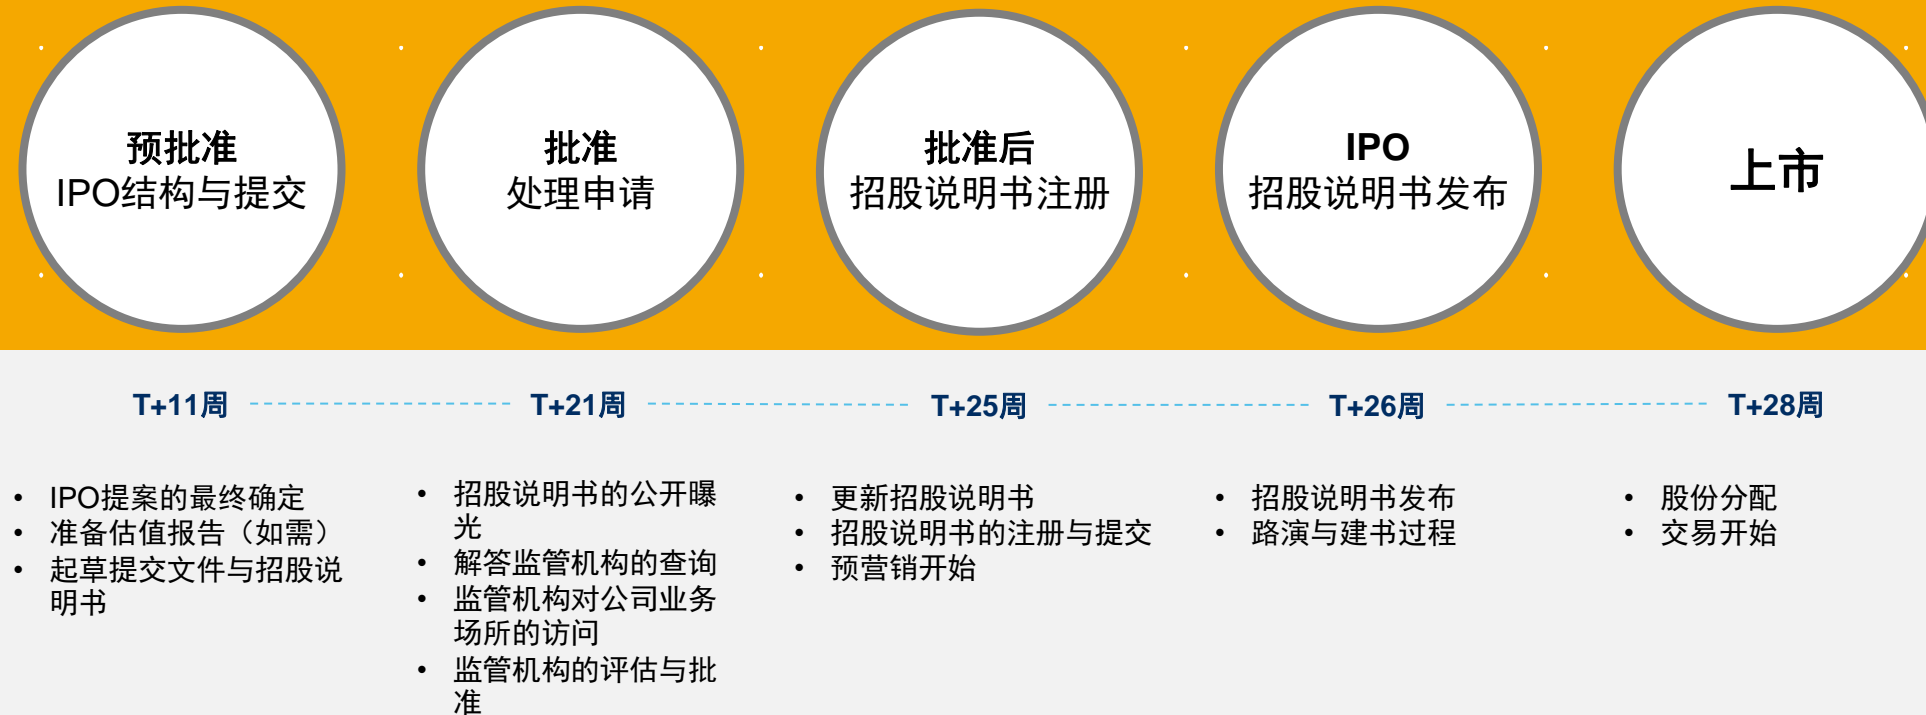 预批准
IPO结构与提交
批准
处理申请
批准后
招股说明书注册
IPO
招股说明书发布
上市
T+11周
T+21周
T+25周
T+26周
T+28周
• IPO提案的最终确定
• 准备估值报告（如需）
• 起草提交文件与招股说
明书
• 招股说明书的公开曝
光
• 解答监管机构的查询
• 监管机构对公司业务
场所的访问
• 监管机构的评估与批
准
• 更新招股说明书
• 招股说明书的注册与提交
• 预营销开始
• 招股说明书发布
• 路演与建书过程
• 股份分配
• 交易开始